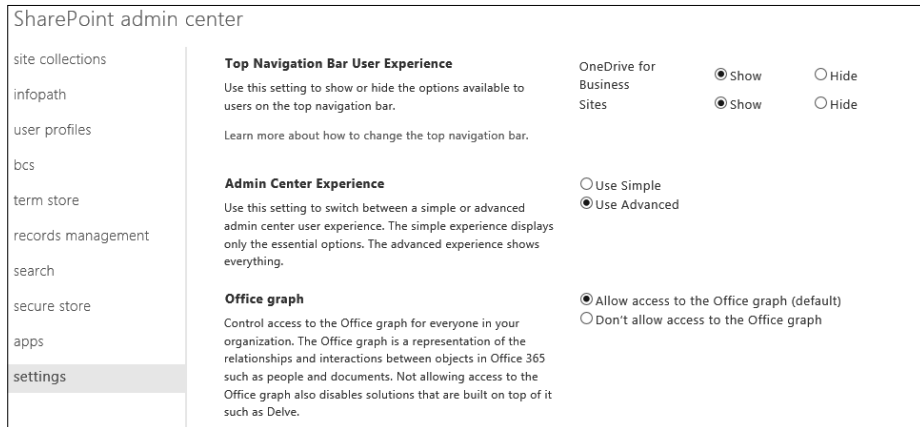 SharePoint admin center
site collections
infopath
user profiles
bcs
term store
records management
search
secure store
apps
settings
Top Navigation Bar User Experience
Use this setting to show or hide the options available to
users on the top navigation bar.
Learn more about how to change the top navigation bar.
OneDrive for
Business
Show
Hide
Sites
Show
Hide
Admin Center Experience
Use this setting to switch between a simple or advanced
admin center user experience. The simple experience displays
only the essential options. The advanced experience shows
everything.
Use Simple
Use Advanced
Office graph
Control access to the Office graph for everyone in your
organization. The Office graph is a representation of the
relationships and interactions between objects in Office 365
such as people and documents. Not allowing access to the
Office graph also disables solutions that are built on top of it
such as Delve.
Allow access to the Office graph (default)
Don't allow access to the Office graph